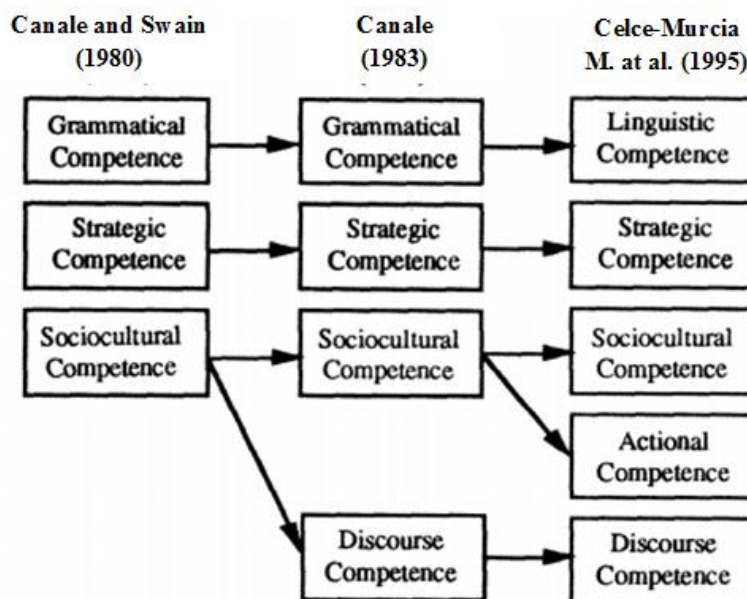 Canale and Swain
(1980)
Canale
(1983)
Celce-Murcia
M. at al. (1995)
Grammatical
Competence
Grammatical
Competence
Linguistic
Competence
Strategic
Competence
Strategic
Competence
Strategic
Competence
Sociocultural
Competence
Sociocultural
Competence
Sociocultural
Competence
Actional
Competence
Discourse
Competence
Discourse
Competence